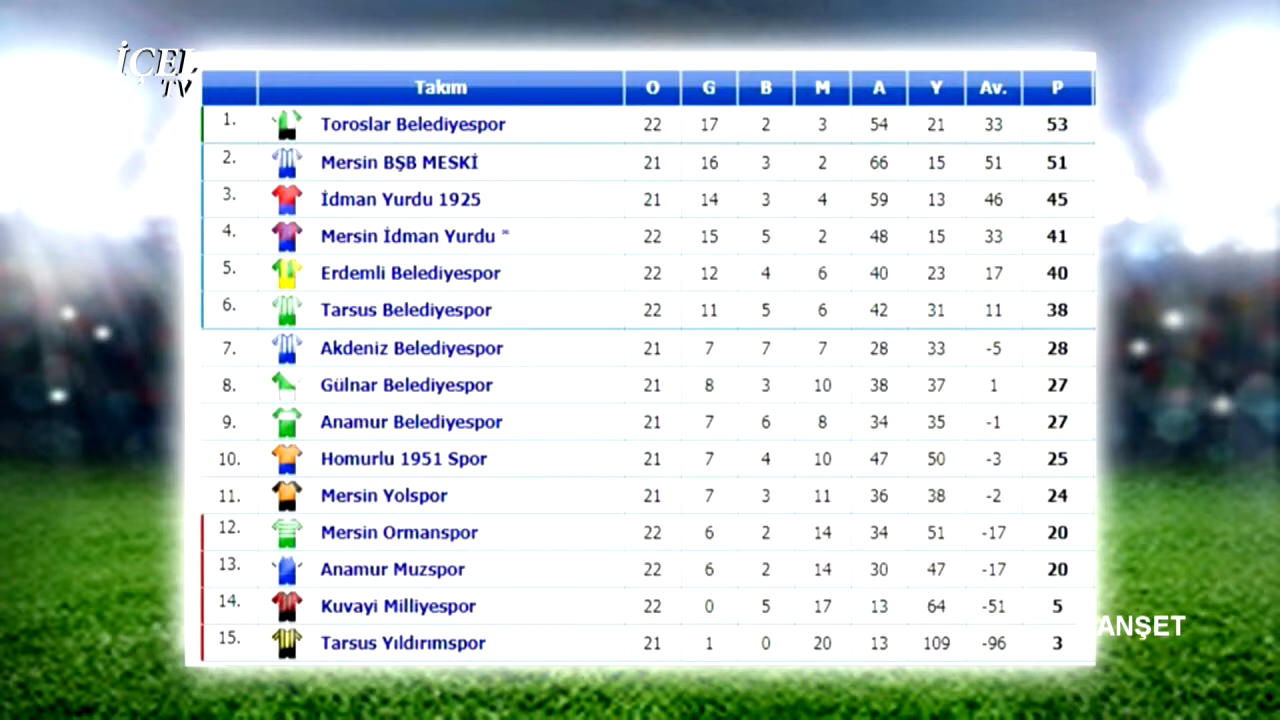 İÇEL
TV
Takım O G B M A Y Av. P
1. Toroslar Belediyespor 22 17 2 3 54 21 33 53
2. Mersin BŞB MESKİ 21 16 3 2 66 15 51 51
3. İdman Yurdu 1925 21 14 3 4 59 13 46 45
4. Mersin İdman Yurdu 22 15 5 2 48 15 33 41
5. Erdemli Belediyespor 22 12 4 6 40 23 17 40
6. Tarsus Belediyespor 22 11 5 6 42 31 11 38
7. Akdeniz Belediyespor 21 7 7 7 28 33 -5 28
8. Gülnar Belediyespor 21 8 3 10 38 37 1 27
9. Anamur Belediyespor 21 7 6 8 34 35 -1 27
10. Homurlu 1951 Spor 21 7 4 10 47 50 -3 25
11. Mersin Yolspor 21 7 3 11 36 38 -2 24
12. Mersin Ormanspor 22 6 2 14 34 51 -17 20
13. Anamur Muzspor 22 6 2 14 30 47 -17 20
14. Kuvayi Milliyespor 22 0 5 17 13 64 -51 5
15. Tarsus Yıldırımspor 21 1 0 20 13 109 -96 3
ANŞET